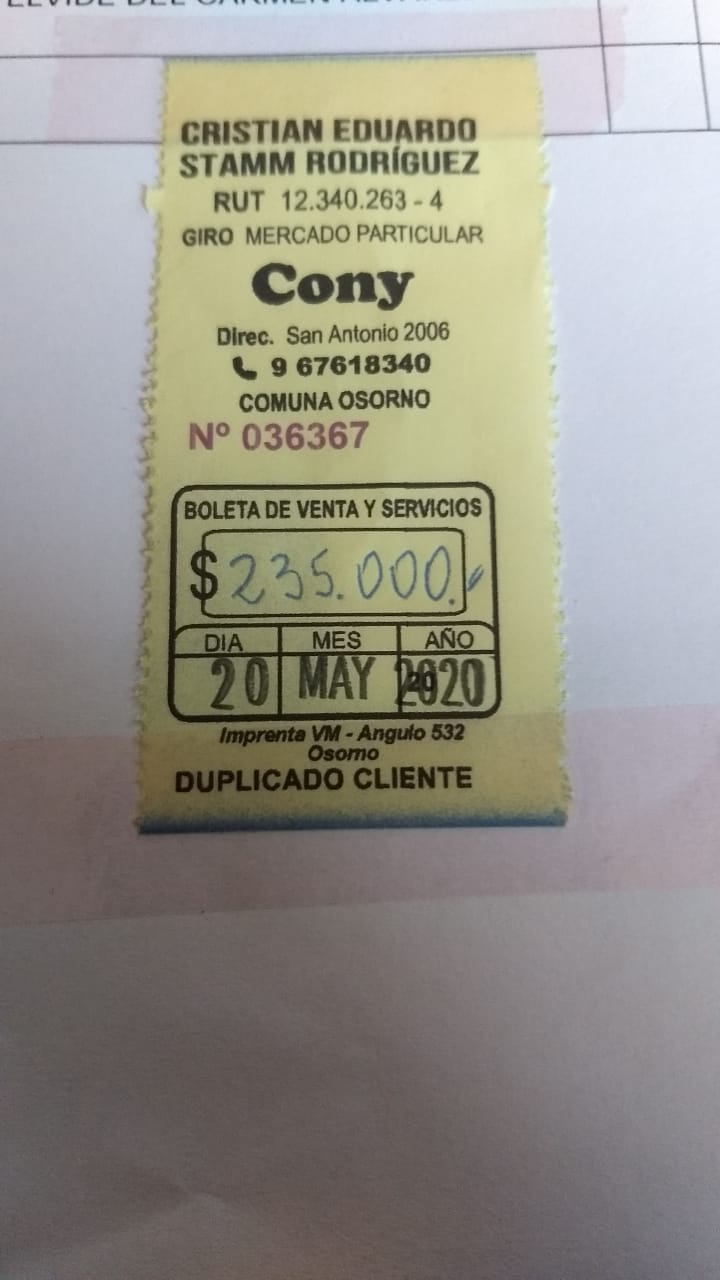 DEL CARMEN
CRISTIAN EDUARDO
STAMM RODRÍGUEZ
RUT 12.340.263 - 4
GIRO MERCADO PARTICULAR
Cony
Direc. San Antonio 2006
9 67618340
COMUNA OSORNO
Nº 036367
BOLETA DE VENTA Y SERVICIOS
$ 235.000.-
DIA MES AÑO
20 MAY 2020
Imprenta VM - Angulo 532
Osorno
DUPLICADO CLIENTE